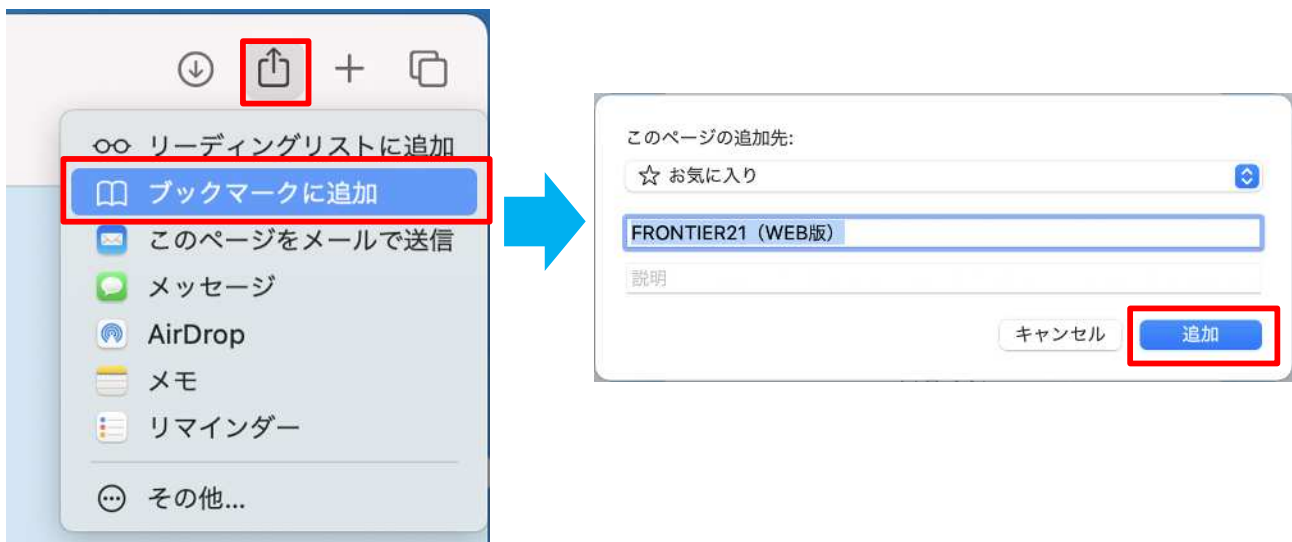 リーディングリストに追加
ブックマークに追加
このページをメールで送信
メッセージ
AirDrop
メモ
リマインダー
その他...
このページの追加先:
お気に入り
FRONTIER21（WEB版）
説明
キャンセル
追加